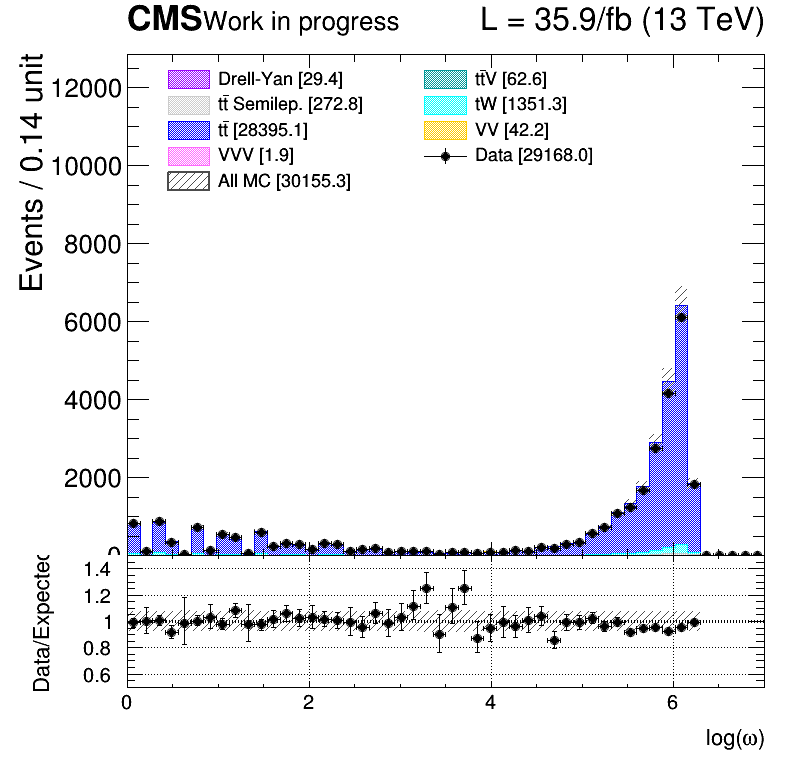 CMS Work in progress L = 35.9/fb (13 TeV)
Events / 0.14 unit
12000
10000
8000
6000
4000
2000
0
Drell-Yan [29.4]
tt̄ Semilep. [272.8]
tt̄ [28395.1]
VVV [1.9]
All MC [30155.3]
tt̄V [62.6]
tW [1351.3]
VV [42.2]
Data [29168.0]
Data/Expected
1.4
1.2
1
0.8
0.6
0 2 4 6
log(ω)